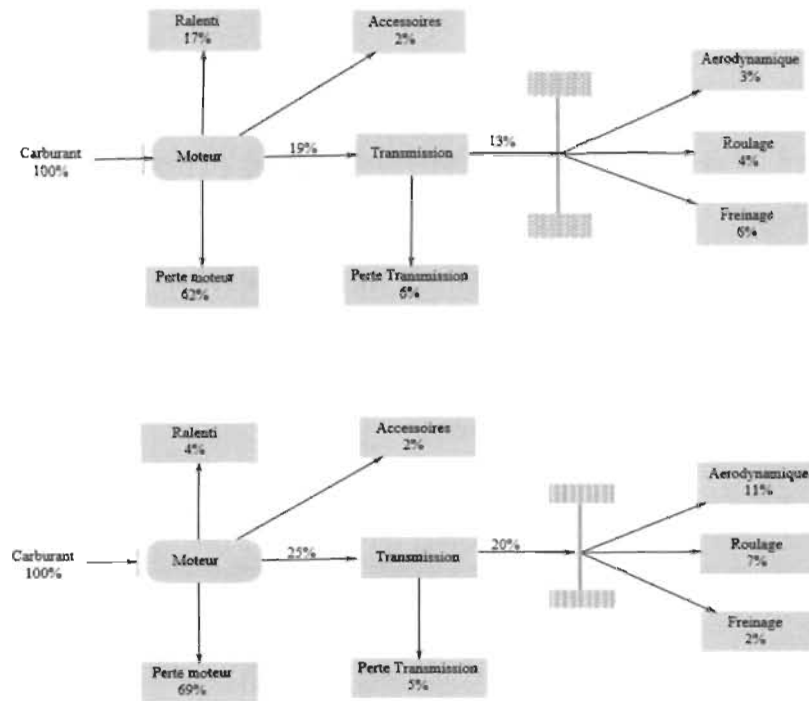 Ralenti
17%
Accessoires
2%
Aerodynamique
3%
Carburant
100%
Moteur
19%
Transmission
13%
Roulage
4%
Freinage
6%
Perte moteur
62%
Perte Transmission
6%
Ralenti
4%
Accessoires
2%
Aerodynamique
11%
Carburant
100%
Moteur
25%
Transmission
20%
Roulage
7%
Freinage
2%
Perte moteur
69%
Perte Transmission
5%